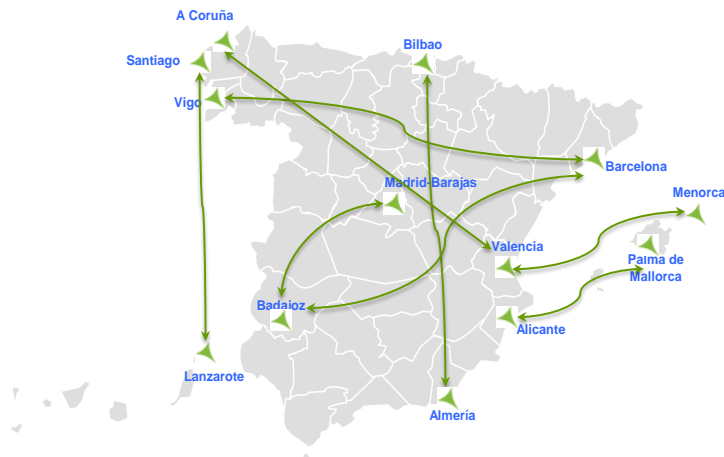 A Coruña
Bilbao
Santiago
Vigo
Barcelona
Madrid-Barajas
Menorca
Valencia
Palma de
Mallorca
Badajoz
Alicante
Lanzarote
Almería